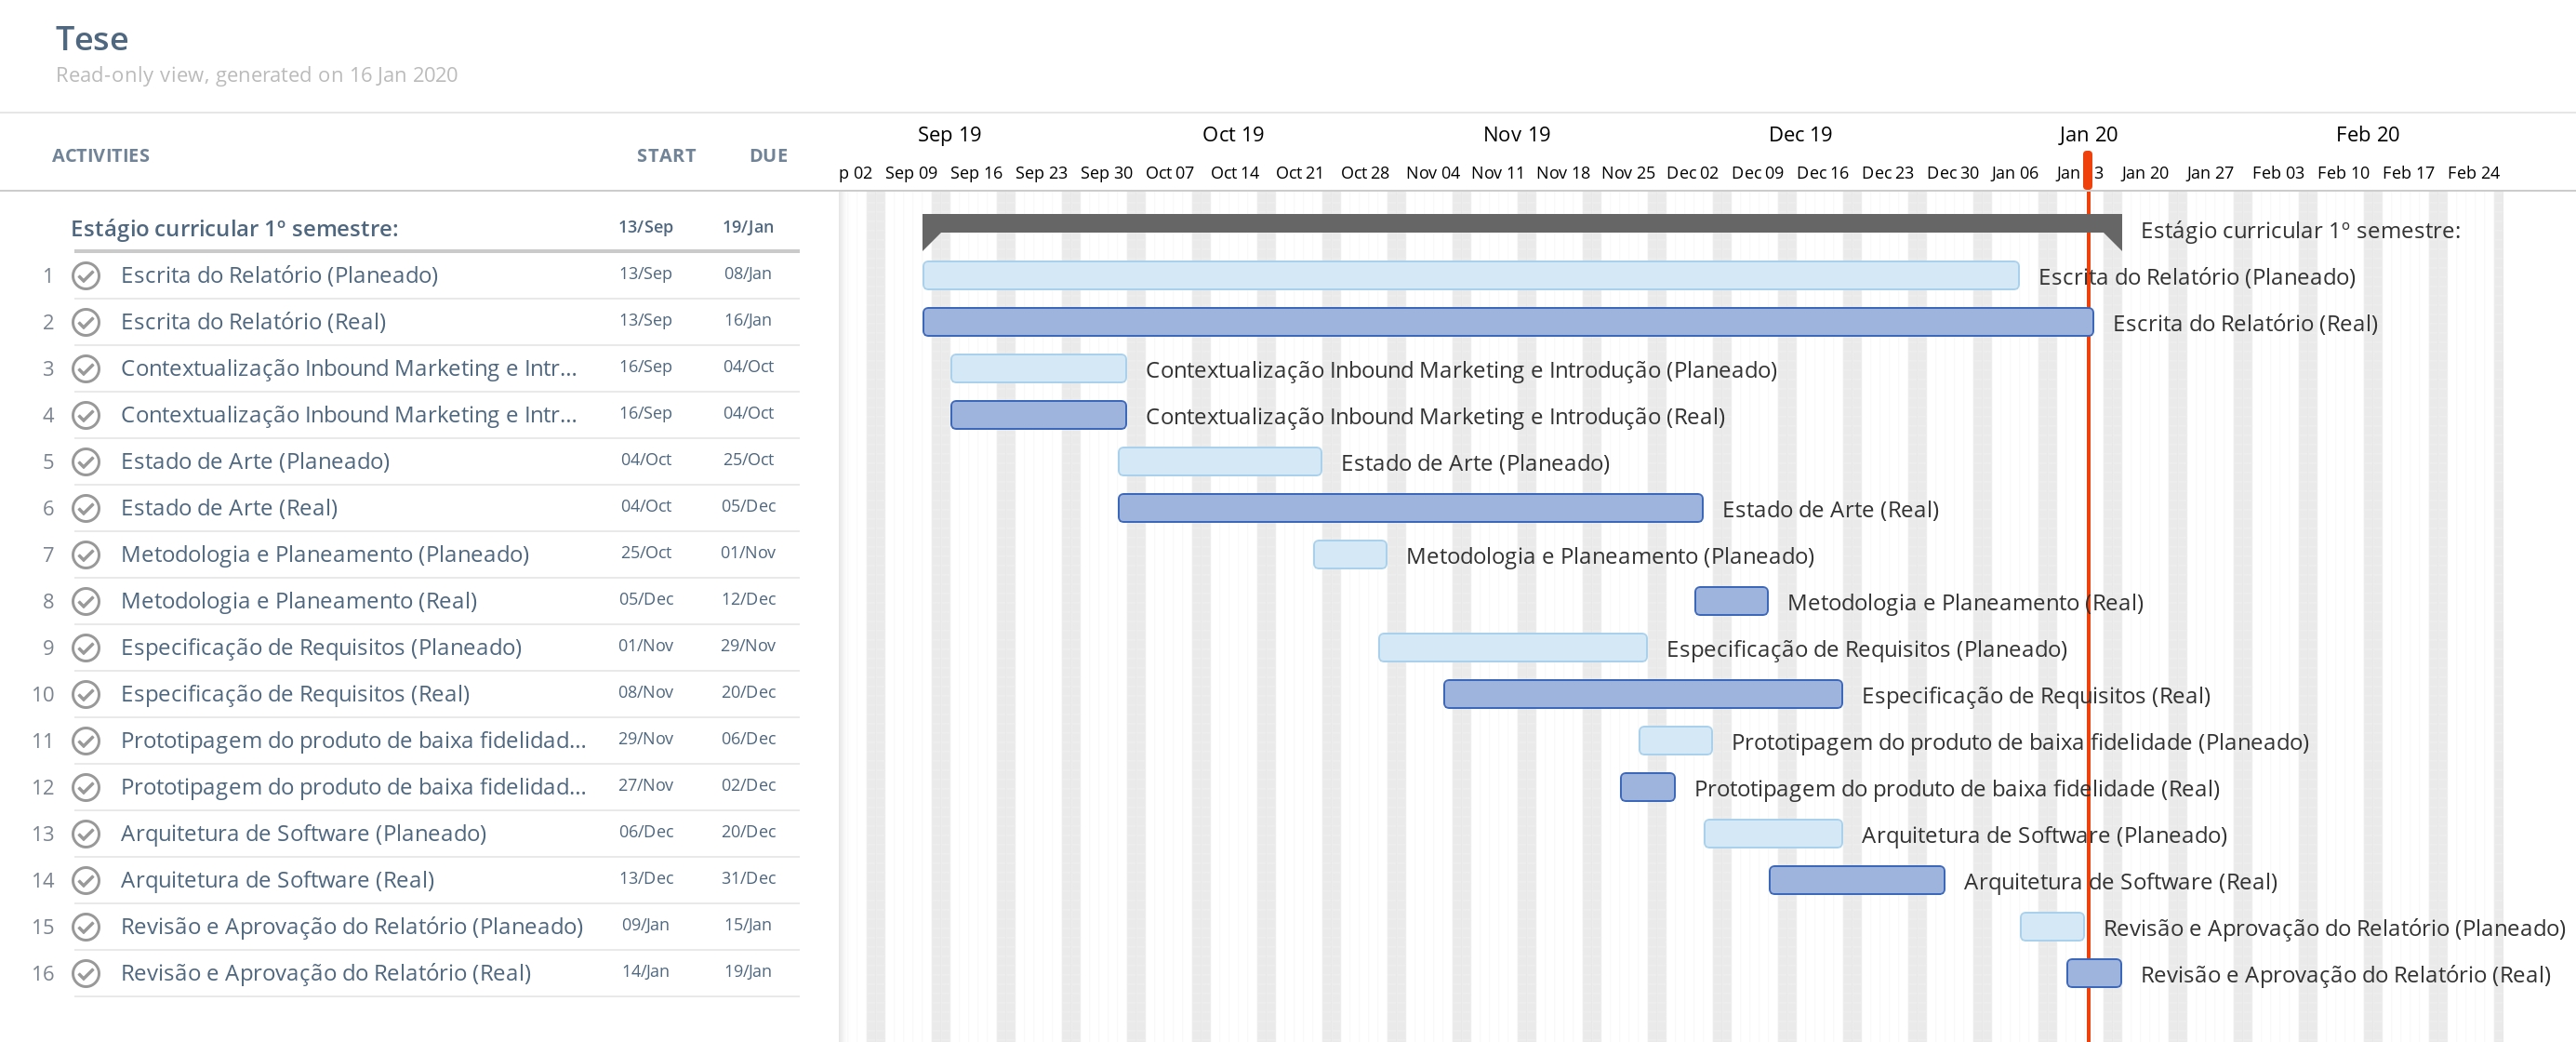 Tese
Read-only view, generated on 16 Jan 2020
ACTIVITIES START DUE
Sep 19 Oct 19 Nov 19 Dec 19 Jan 20 Feb 20
p 02 Sep 09 Sep 16 Sep 23 Sep 30 Oct 07 Oct 14 Oct 21 Oct 28 Nov 04 Nov 11 Nov 18 Nov 25 Dec 02 Dec 09 Dec 16 Dec 23 Dec 30 Jan 06 Jan 3 Jan 20 Jan 27 Feb 03 Feb 10 Feb 17 Feb 24
Estágio curricular 1º semestre: 13/Sep 19/Jan Estágio curricular 1º semestre:
1 Escrita do Relatório (Planeado) 13/Sep 08/Jan Escrita do Relatório (Planeado)
2 Escrita do Relatório (Real) 13/Sep 16/Jan Escrita do Relatório (Real)
3 Contextualização Inbound Marketing e Intr... 16/Sep 04/Oct Contextualização Inbound Marketing e Introdução (Planeado)
4 Contextualização Inbound Marketing e Intr... 16/Sep 04/Oct Contextualização Inbound Marketing e Introdução (Real)
5 Estado de Arte (Planeado) 04/Oct 25/Oct Estado de Arte (Planeado)
6 Estado de Arte (Real) 04/Oct 05/Dec Estado de Arte (Real)
7 Metodologia e Planeamento (Planeado) 25/Oct 01/Nov Metodologia e Planeamento (Planeado)
8 Metodologia e Planeamento (Real) 05/Dec 12/Dec Metodologia e Planeamento (Real)
9 Especificação de Requisitos (Planeado) 01/Nov 29/Nov Especificação de Requisitos (Planeado)
10 Especificação de Requisitos (Real) 08/Nov 20/Dec Especificação de Requisitos (Real)
11 Prototipagem do produto de baixa fidelidad... 29/Nov 06/Dec Prototipagem do produto de baixa fidelidade (Planeado)
12 Prototipagem do produto de baixa fidelidad... 27/Nov 02/Dec Prototipagem do produto de baixa fidelidade (Real)
13 Arquitetura de Software (Planeado) 06/Dec 20/Dec Arquitetura de Software (Planeado)
14 Arquitetura de Software (Real) 13/Dec 31/Dec Arquitetura de Software (Real)
15 Revisão e Aprovação do Relatório (Planeado) 09/Jan 15/Jan Revisão e Aprovação do Relatório (Planeado)
16 Revisão e Aprovação do Relatório (Real) 14/Jan 19/Jan Revisão e Aprovação do Relatório (Real)